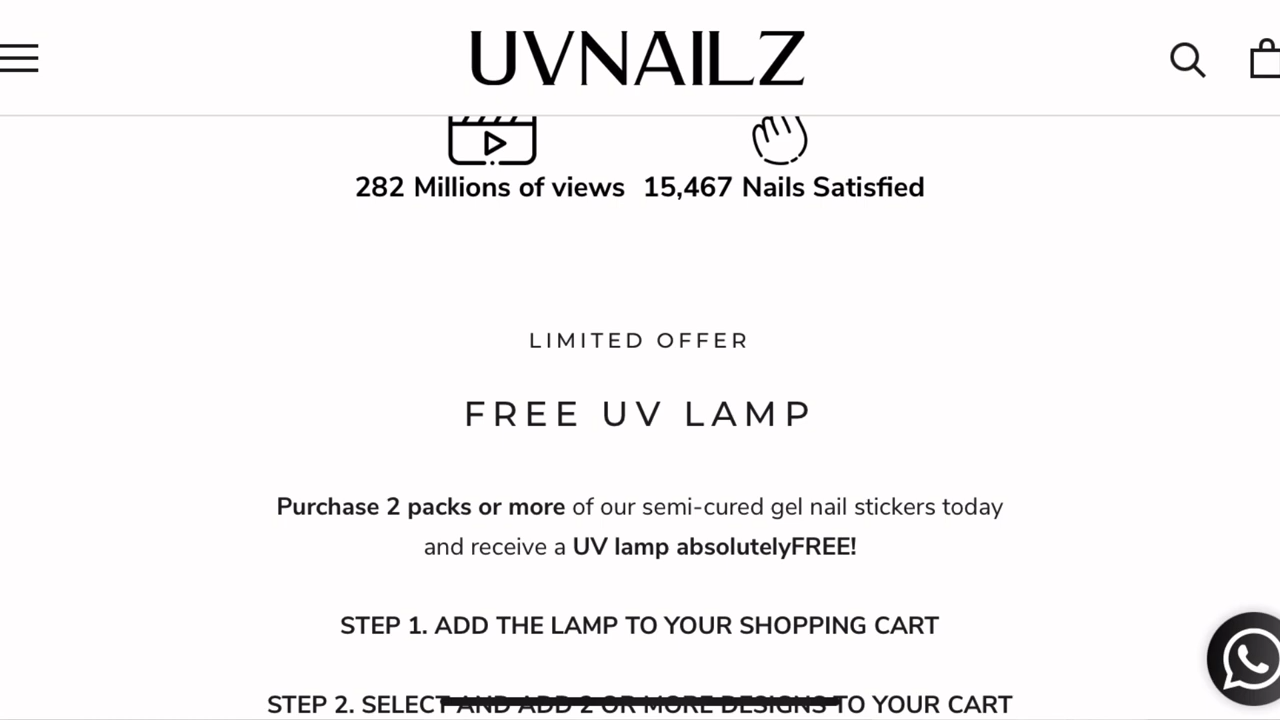 UVNAILZ
282 Millions of views 15,467 Nails Satisfied
LIMITED OFFER
FREE UV LAMP
Purchase 2 packs or more of our semi-cured gel nail stickers today
and receive a UV lamp absolutelyFREE!
STEP 1. ADD THE LAMP TO YOUR SHOPPING CART
STEP 2. SELECT AND ADD 2 OR MORE DESIGNS TO YOUR CART